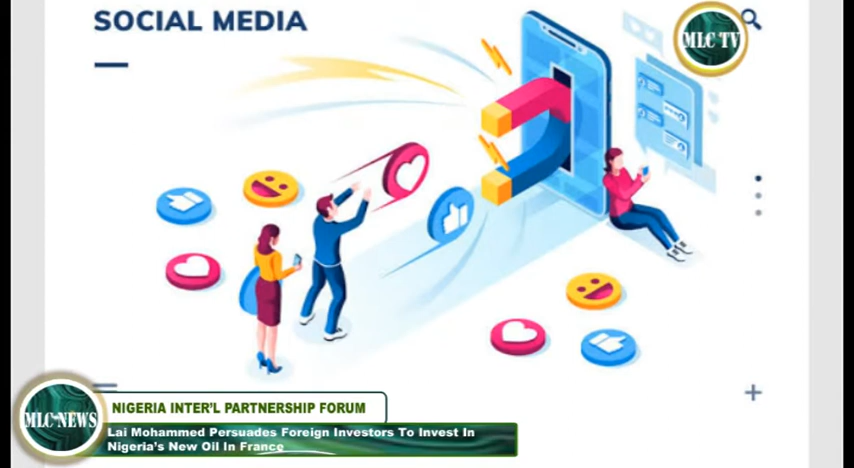 SOCIAL MEDIA
MLC TV
MLC NEWS
NIGERIA INTER'L PARTNERSHIP FORUM
Lai Mohammed Persuades Foreign Investors To Invest In
Nigeria's New Oil In France